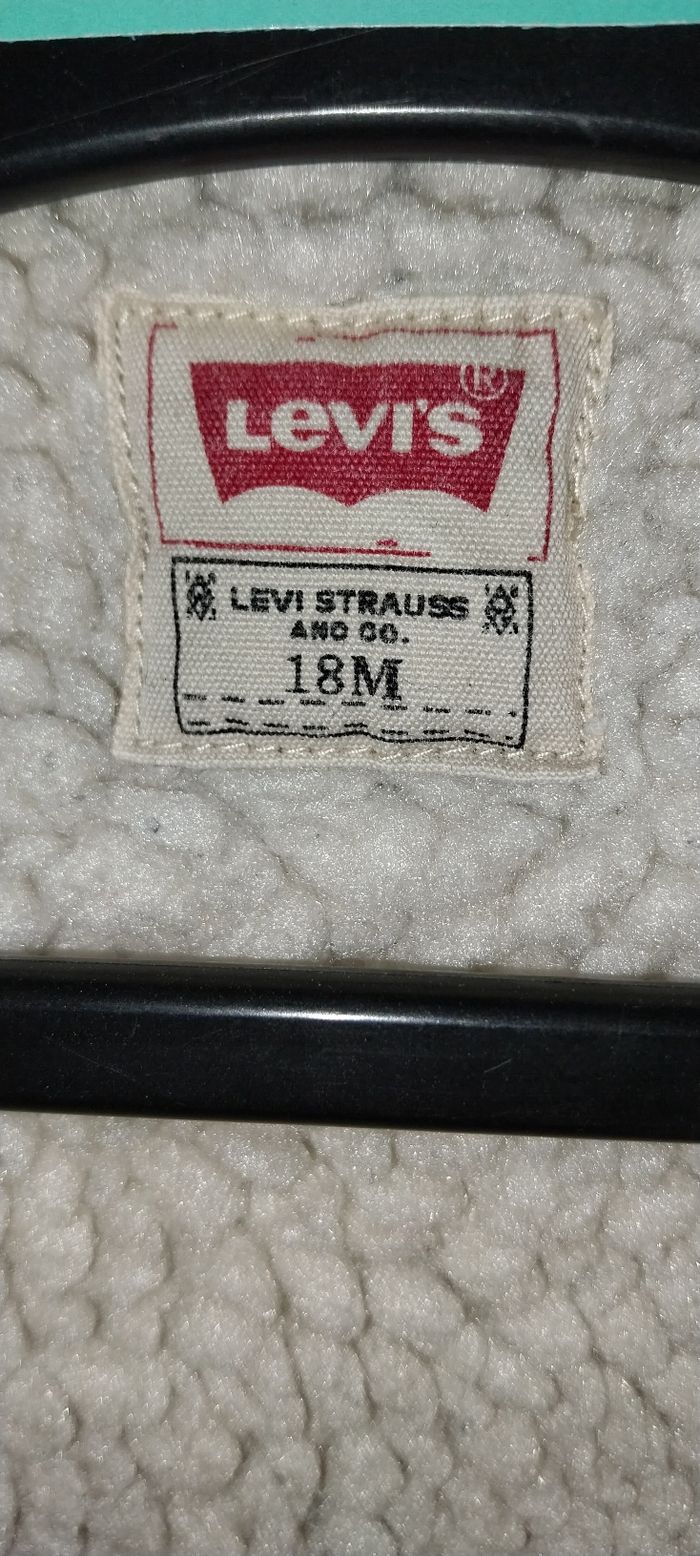 Levi's®
LEVI STRAUSS
AND CO.
18M